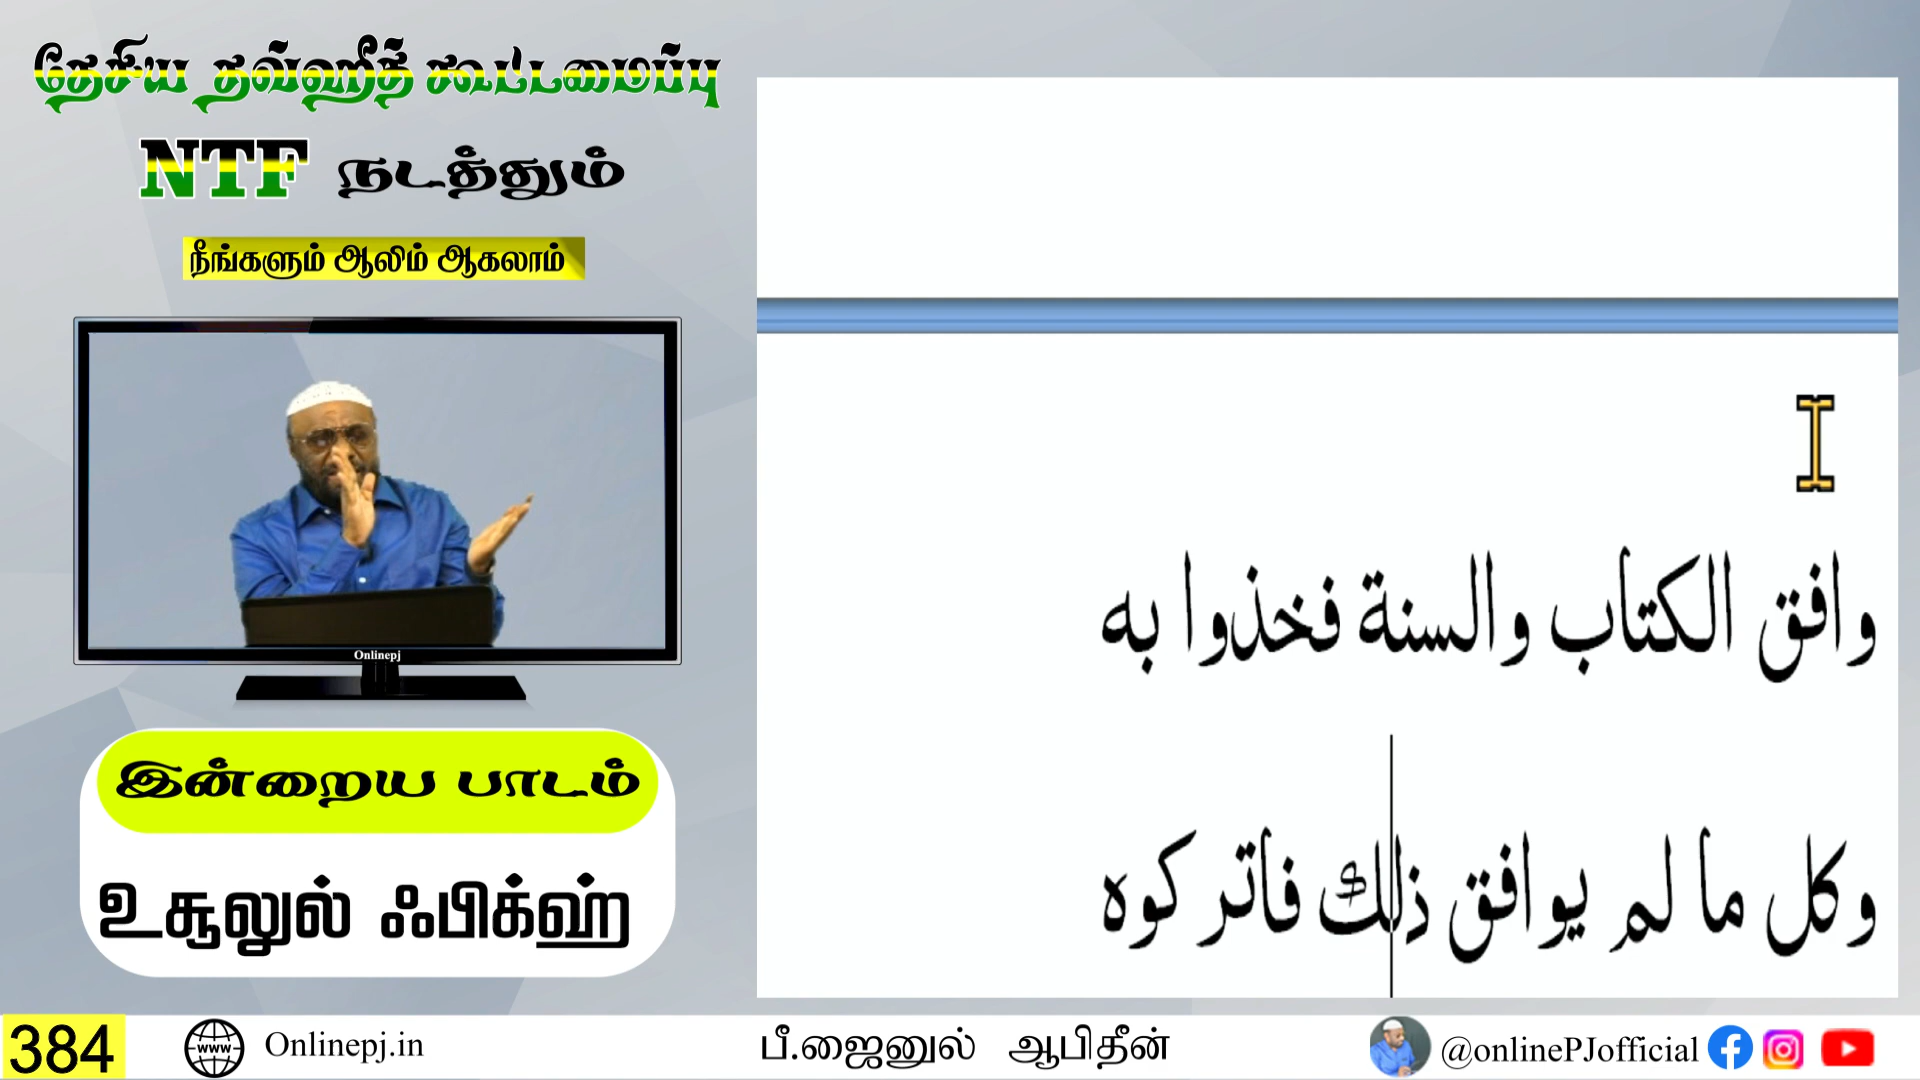 தேசிய தவ்ஹீத் கூட்டமைப்பு
NTF நடத்தும்
நீங்களும் ஆலிம் ஆகலாம்
Onlinepj
இன்றைய பாடம்
உசூலுல் ஃபிக்ஹ்
وافق الكتاب والسنة فخذوا به
وكل ما لم يوافق ذلك فاتركوه
384
www
Onlinepj.in
பீ.ஜைனுல் ஆபிதீன்
@onlinePJofficial